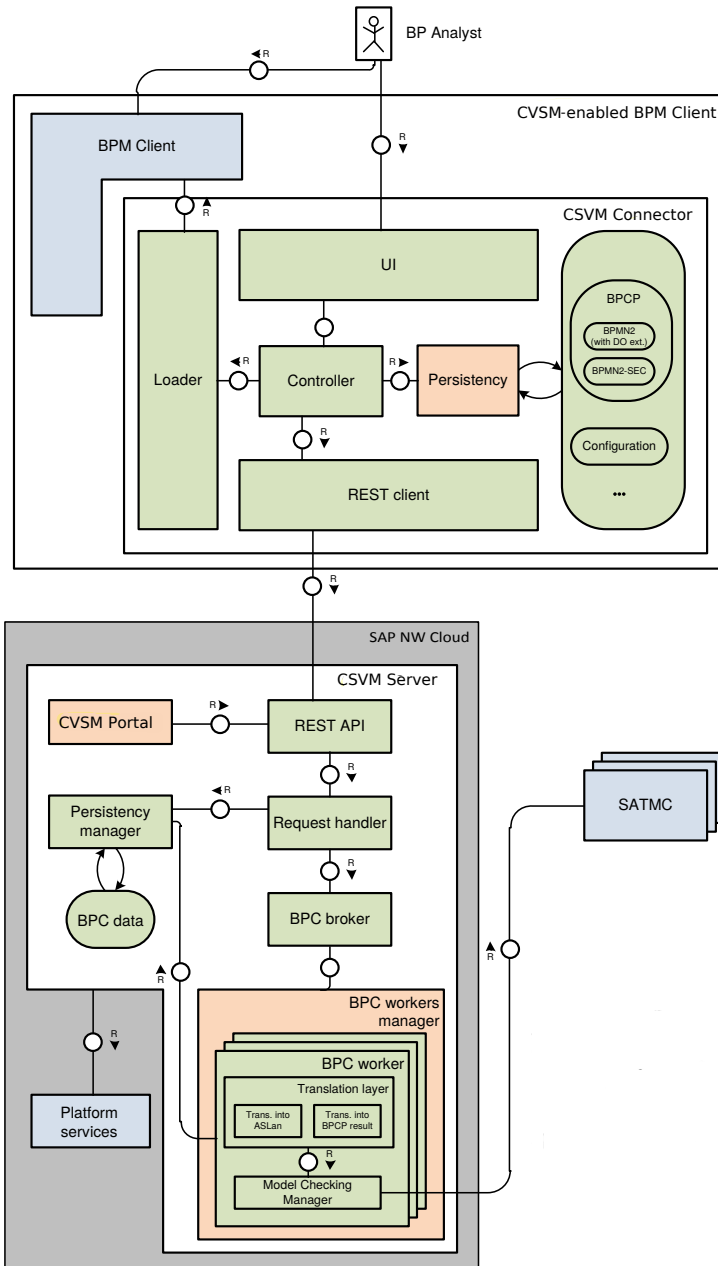 BP Analyst
R
CVSM-enabled BPM Client
BPM Client
R
R
CSVM Connector
UI
BPCP
BPMN2
(with DO ext.)
BPMN2-SEC
R
R
Loader
Controller
Persistency
Configuration
R
REST client
...
R
SAP NW Cloud
CSVM Server
CVSM Portal
R
REST API
R
R
Persistency
manager
Request handler
SATMC
R
BPC data
BPC broker
R
R
BPC workers
manager
R
BPC worker
Translation layer
Trans. into
ASLan
Trans. into
BPCP result
Platform
services
R
Model Checking
Manager